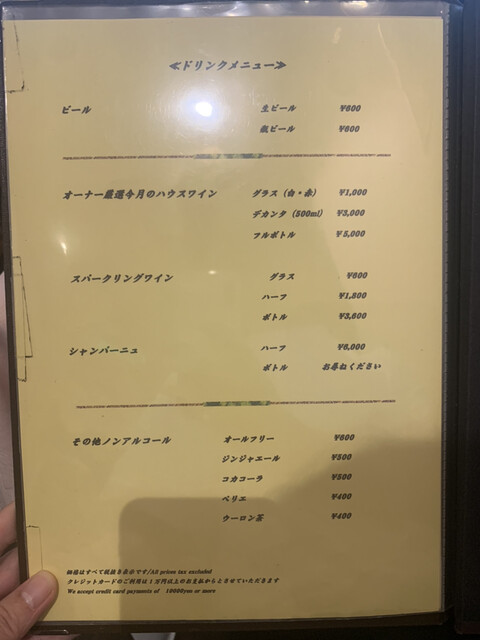 ≪ドリンクメニュー≫
ビール 生ビール ¥600
瓶ビール ¥600
オーナー厳選今月のハウスワイン グラス (白・赤) ¥1,000
デカンタ (500ml) ¥3,000
フルボトル ¥5,000
スパークリングワイン グラス ¥600
ハーフ ¥1,800
ボトル ¥3,600
シャンパーニュ ハーフ ¥6,000
ボトル お尋ねください
その他ノンアルコール オールフリー ¥600
ジンジャエール ¥500
コカコーラ ¥500
ペリエ ¥400
ウーロン茶 ¥400
価格はすべて税抜き表示です/All prices tax excluded
クレジットカードのご利用は1万円以上のお支払からとさせていただきます
We accept credit card payments of 10000yen or more